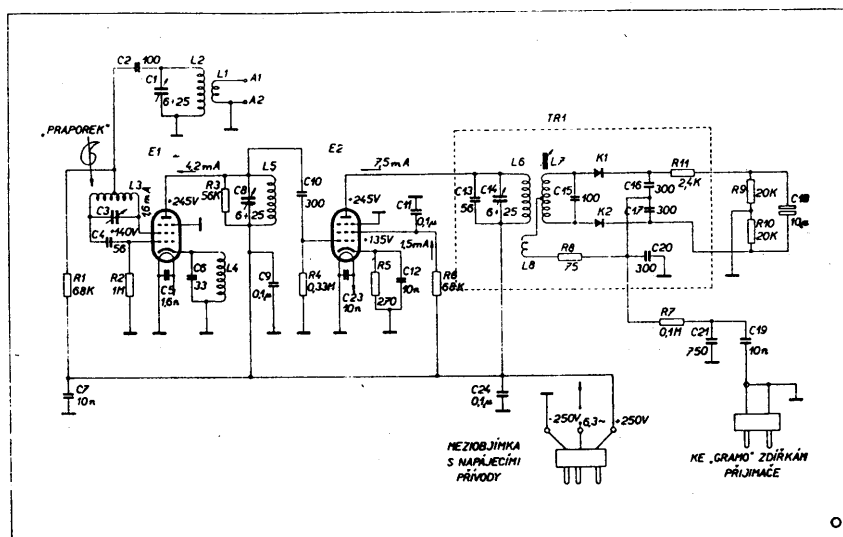 C2 100
C1
6÷25
L2
L1
A1
A2
„PRAPOREK"
L3
1,6mA
C3
+140V
C4
56
R1
68K
R2
1M
C7
10n
E1
4,2mA
+245V
C5
1,6n
C6
33
L4
R3
56K
C8
6÷25
L5
C9
0,1µ
C10
300
R4
0,33M
E2
7,5mA
+245V
+135V
C23
10n
R5
270
C12
10n
C11
0,1µ
1,5mA
R6
68K
TR1
C13
56
C14
6÷25
L6
L7
L8
C15
100
K1
K2
R8
75
C16
300
C17
300
C20
300
R11
2,4K
R9
20K
R10
20K
C18
10µ
R7
0,1M
C21
750
C19
10n
C24
0,1µ
-250V
6,3~
+250V
MEZIOBJÍMKA
S NAPÁJECÍMI
PŘÍVODY
KE „GRAMO" ZDÍŘKÁM
PŘIJIMAČE